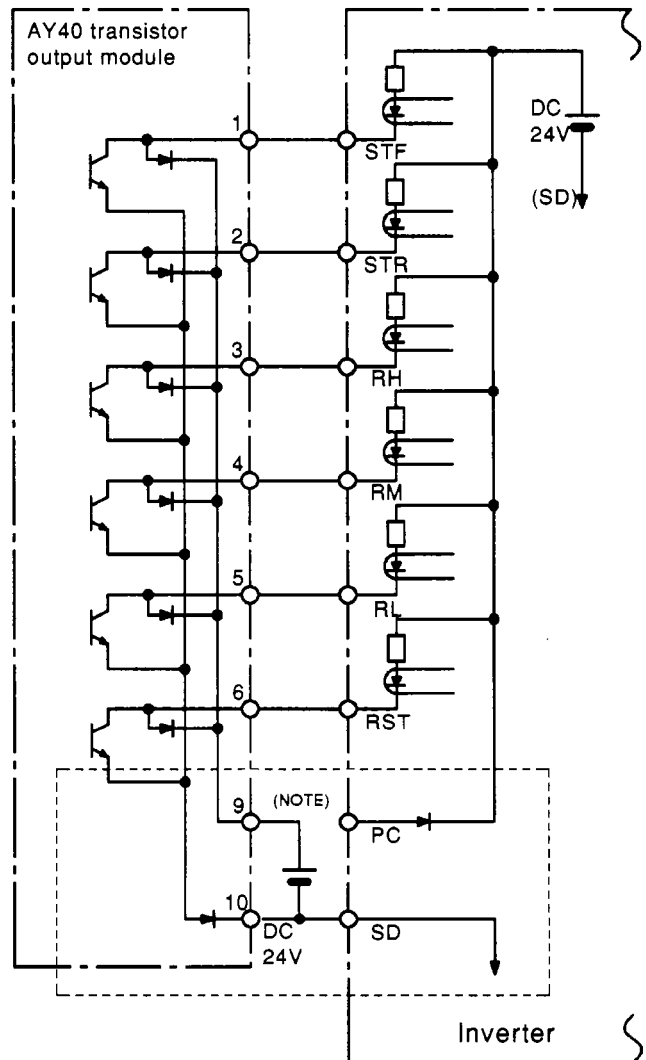 AY40 transistor
output module
DC
24V
(SD)
1
STF
2
STR
3
RH
4
RM
5
RL
6
RST
9
(NOTE)
PC
10
DC
24V
SD
Inverter